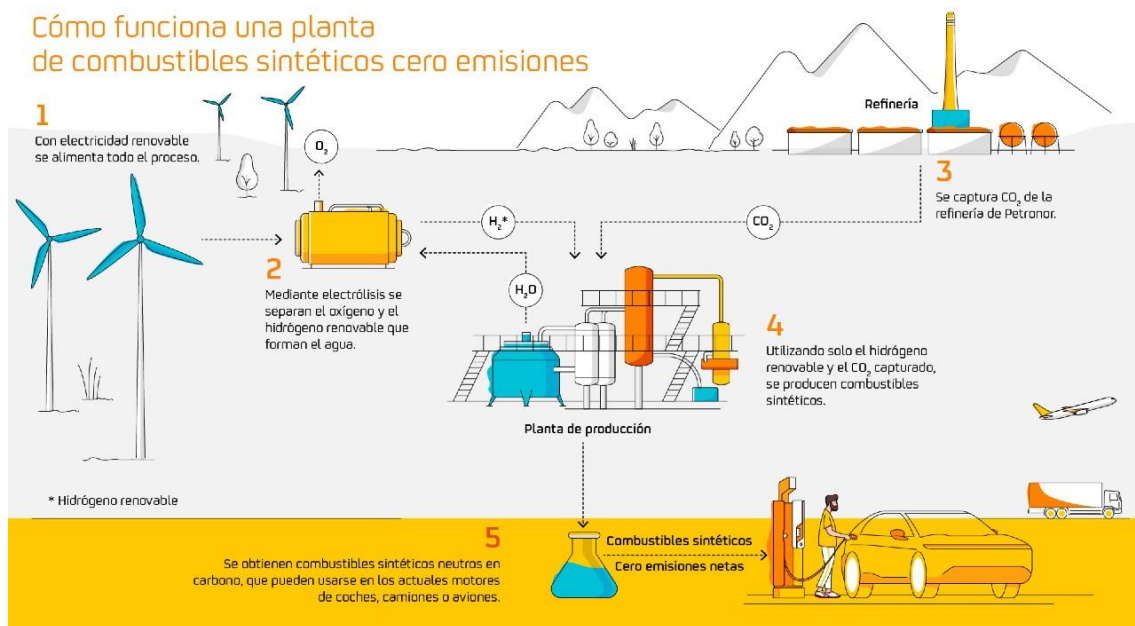 Cómo funciona una planta
de combustibles sintéticos cero emisiones
1
Con electricidad renovable
se alimenta todo el proceso.
O₂
Refinería
3
Se captura CO₂ de la
refinería de Petronor.
H₂*
CO₂
2
Mediante electrólisis se
separan el oxígeno y el
hidrógeno renovable que
forman el agua.
H₂O
4
Utilizando solo el hidrógeno
renovable y el CO₂ capturado,
se producen combustibles
sintéticos.
Planta de producción
* Hidrógeno renovable
5
Se obtienen combustibles sintéticos neutros en
carbono, que pueden usarse en los actuales motores
de coches, camiones o aviones.
Combustibles sintéticos
Cero emisiones netas